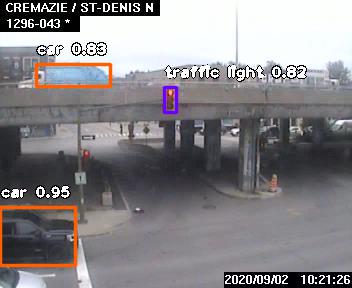 CREMAZIE / ST-DENIS N
1296-043 *
car 0.83
traffic light 0.82
car 0.95
2020/09/02 10:21:26